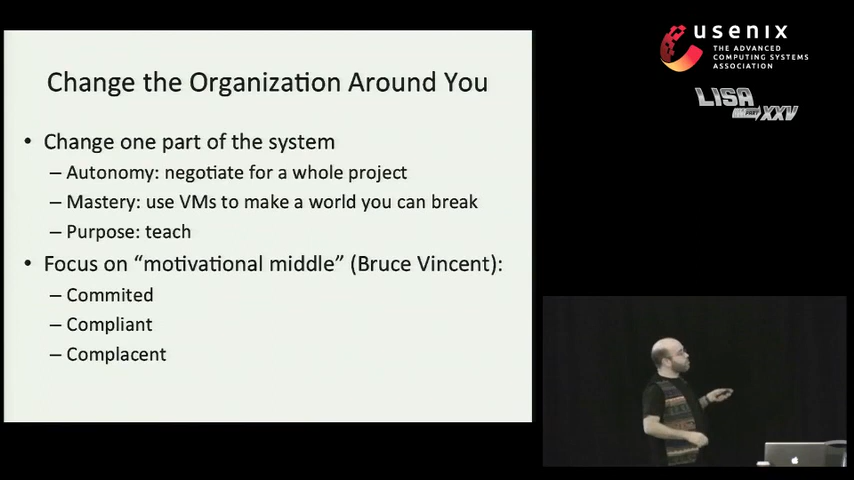 Change the Organization Around You
• Change one part of the system
– Autonomy: negotiate for a whole project
– Mastery: use VMs to make a world you can break
– Purpose: teach
• Focus on “motivational middle” (Bruce Vincent):
– Commited
– Compliant
– Complacent
usenix
THE ADVANCED
COMPUTING SYSTEMS
ASSOCIATION
LISA
XXV